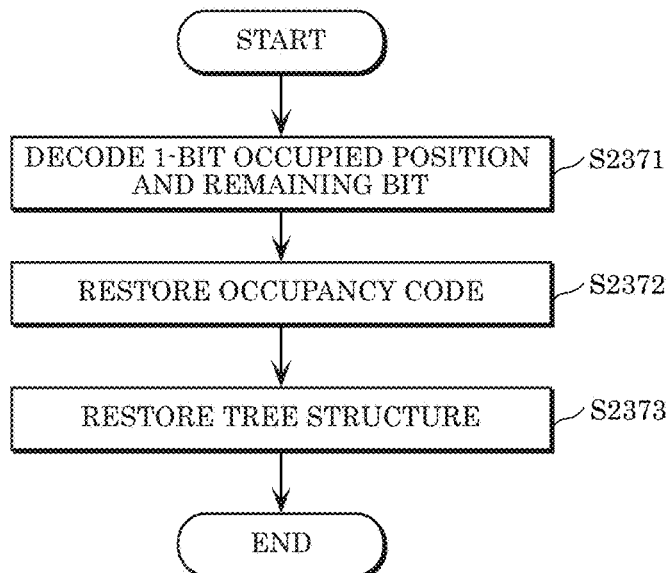 START
DECODE 1-BIT OCCUPIED POSITION
AND REMAINING BIT
S2371
RESTORE OCCUPANCY CODE
S2372
RESTORE TREE STRUCTURE
S2373
END